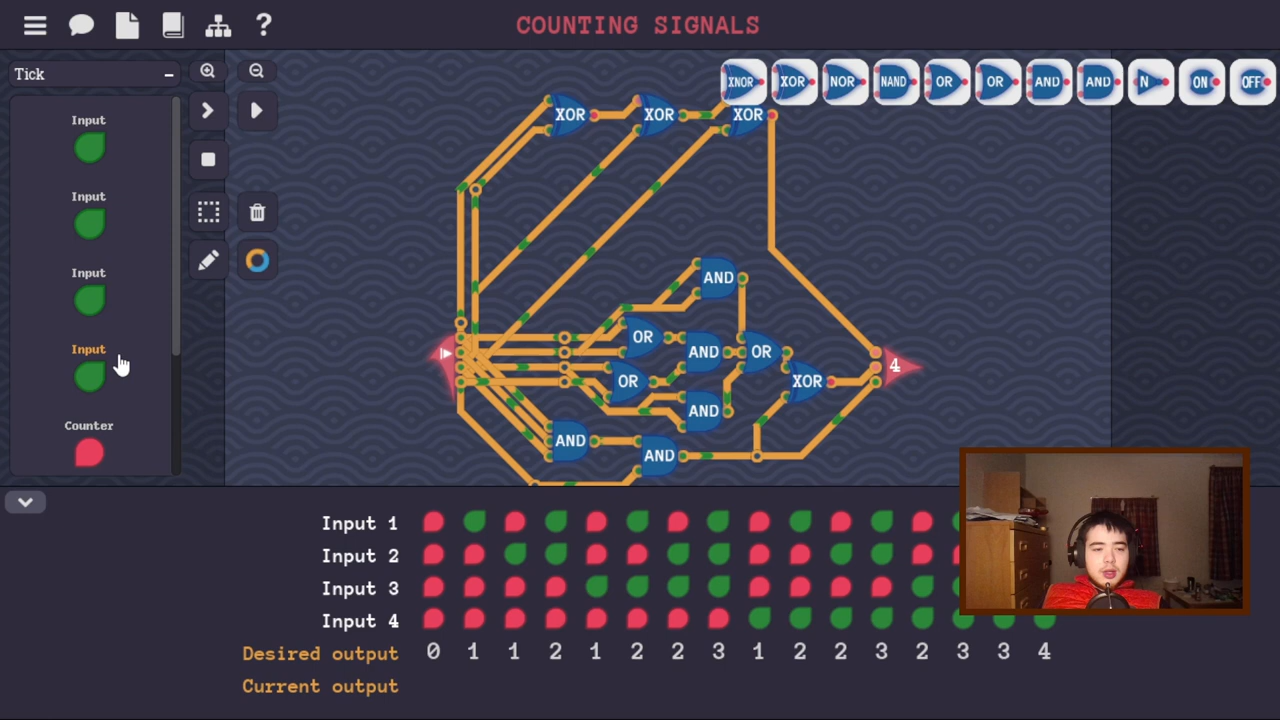 COUNTING SIGNALS
?
Tick
Input
Input
Input
Input
Counter
XNOR XOR NOR NAND OR OR AND AND N ON OFF
XOR XOR XOR
AND
OR
AND OR
OR XOR
AND
AND
AND
4
Input 1
Input 2
Input 3
Input 4
Desired output 0 1 1 2 1 2 2 3 1 2 2 3 2 3 3 4
Current output